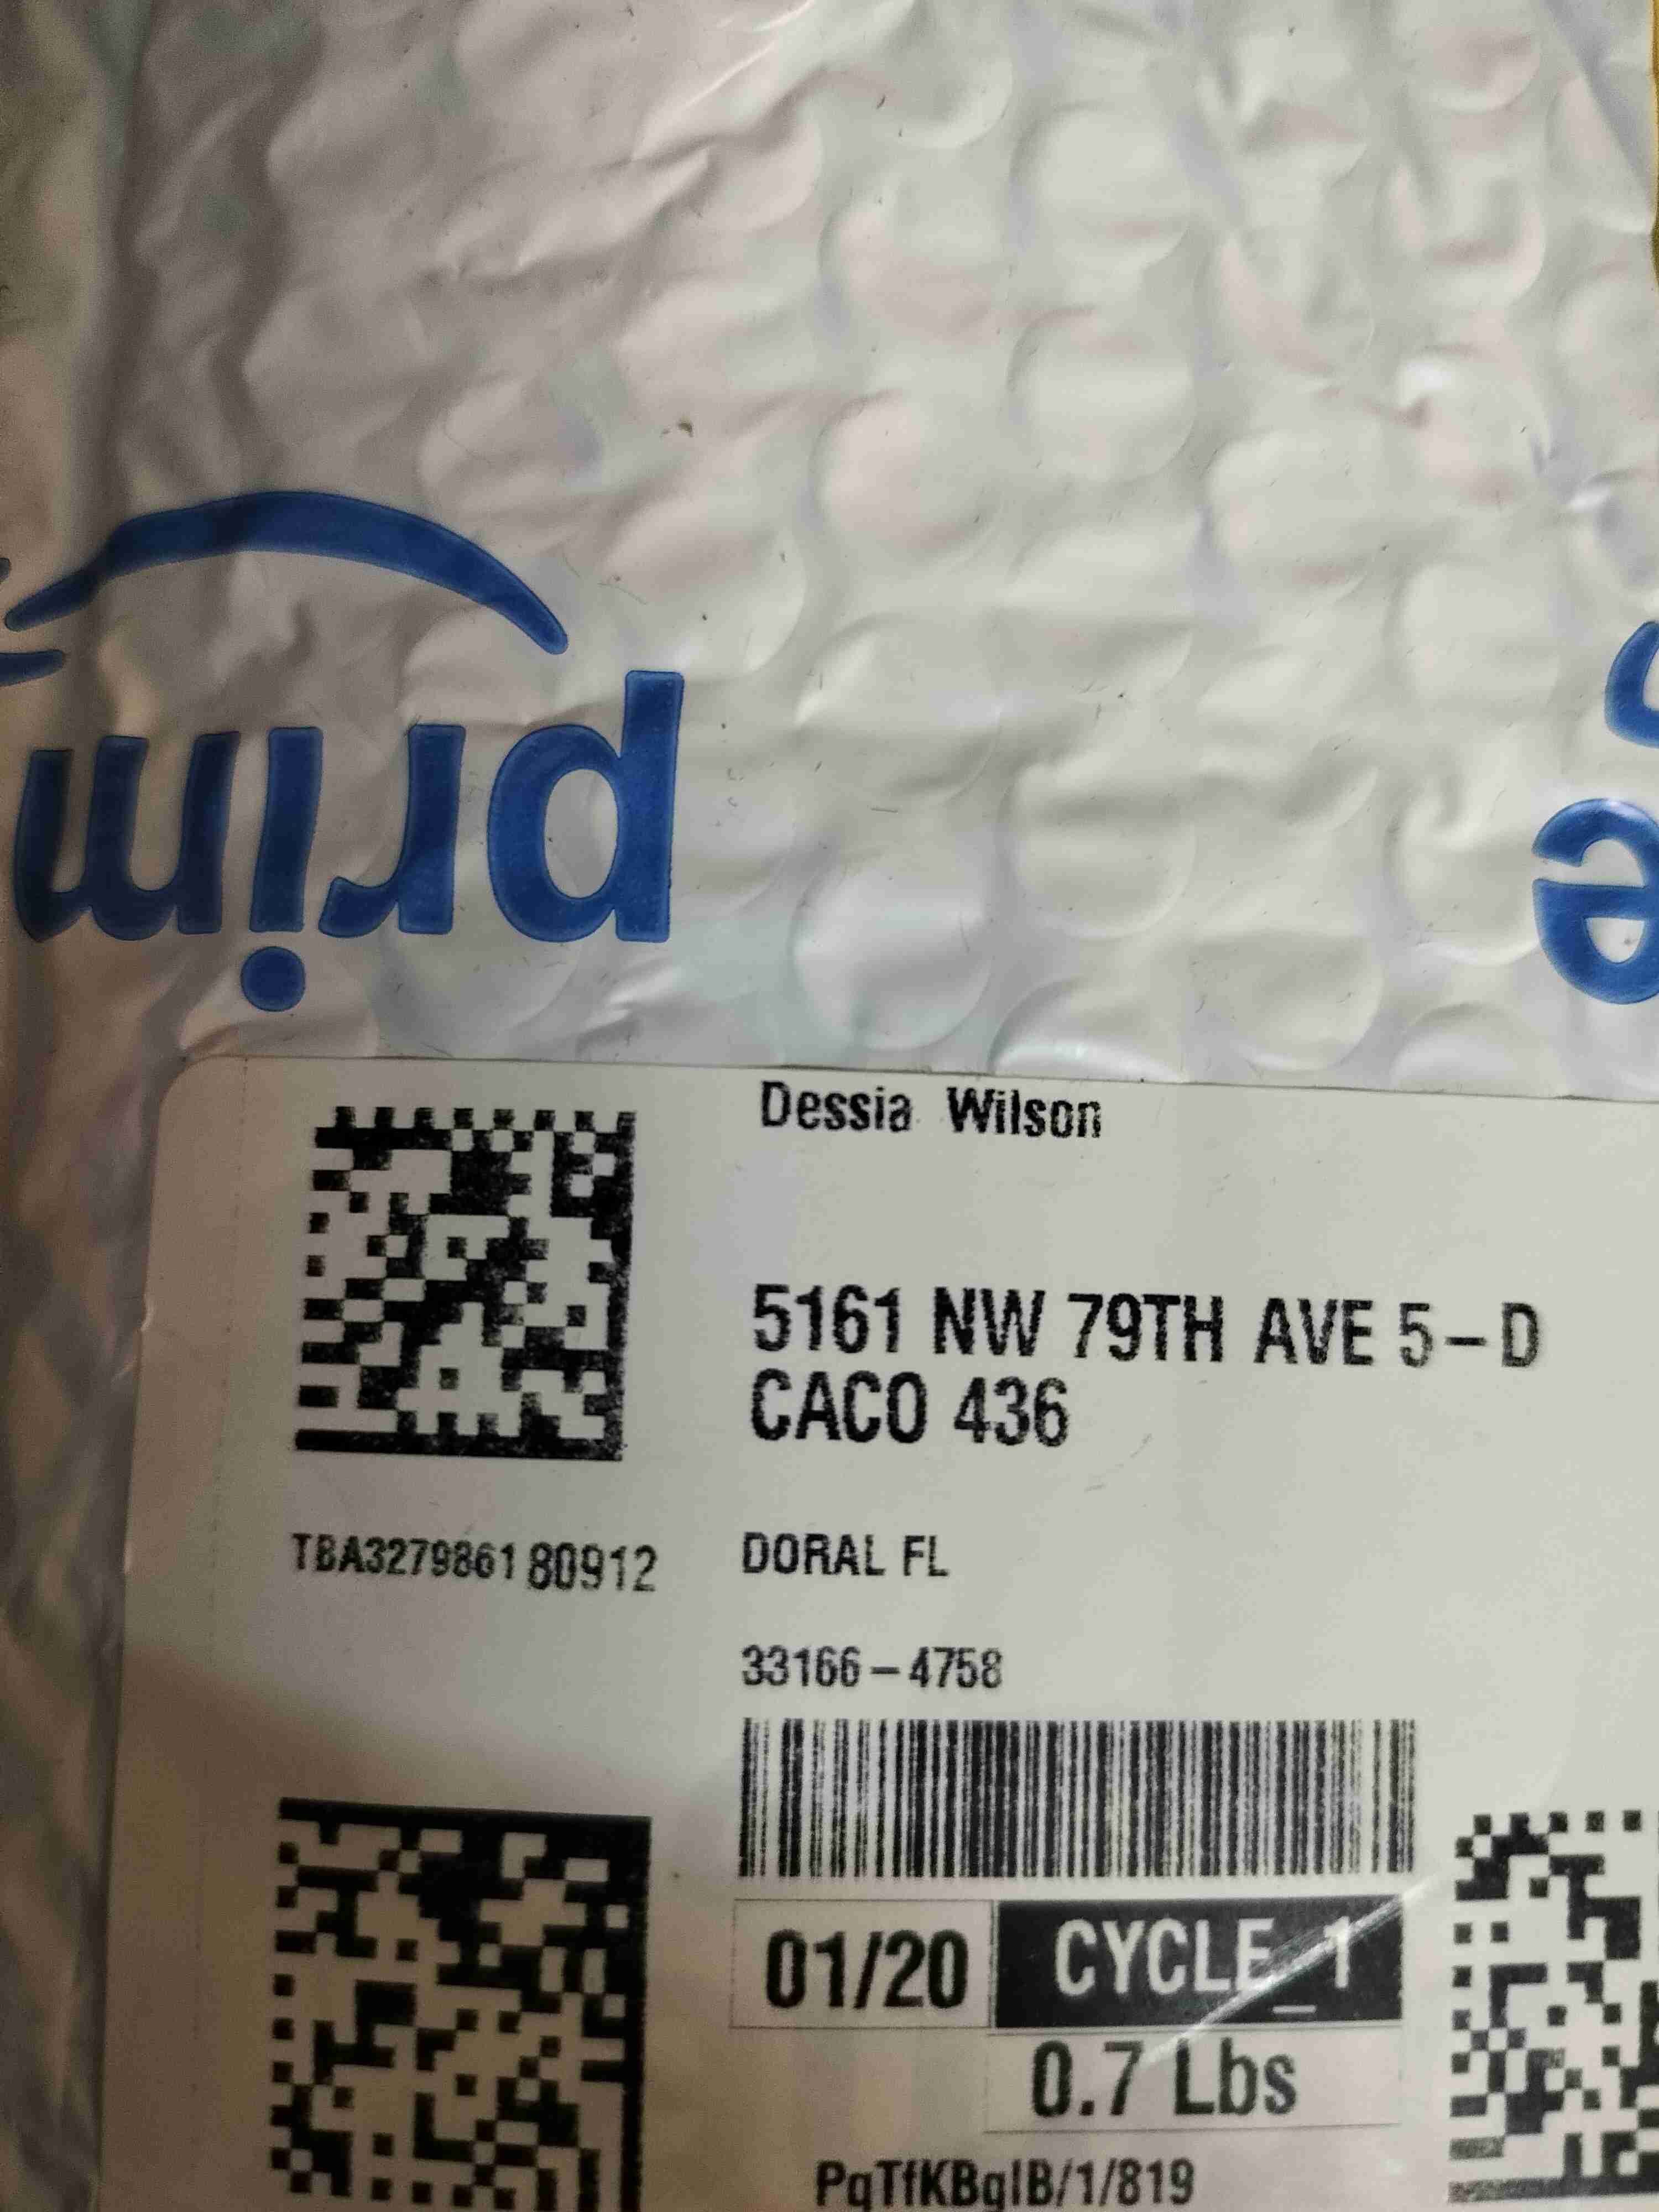 prim
e
Dessia Wilson
5161 NW 79TH AVE 5-D
CACO 436
TBA327986180912
DORAL FL
33166-4758
01/20
CYCLE_1
0.7 Lbs
PqTfKBglB/1/819